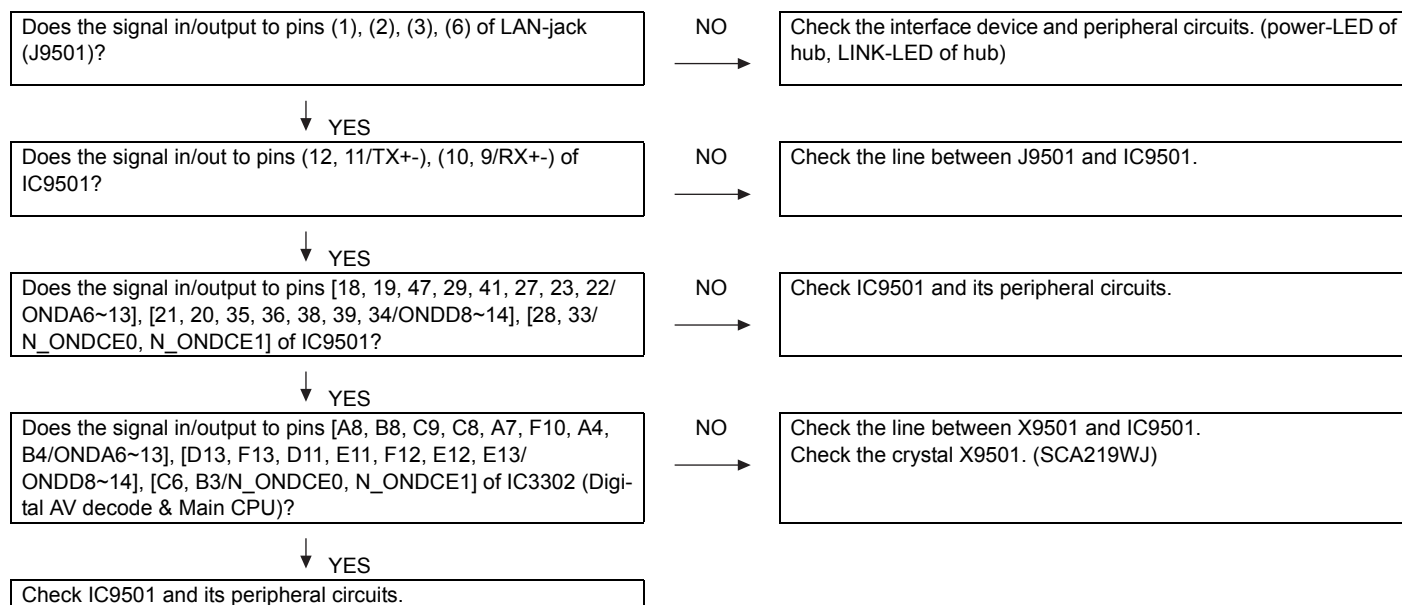 Does the signal in/output to pins (1), (2), (3), (6) of LAN-jack
(J9501)?
NO
Check the interface device and peripheral circuits. (power-LED of
hub, LINK-LED of hub)
YES
Does the signal in/out to pins (12, 11/TX+-), (10, 9/RX+-) of
IC9501?
NO
Check the line between J9501 and IC9501.
YES
Does the signal in/output to pins [18, 19, 47, 29, 41, 27, 23, 22/
ONDA6~13], [21, 20, 35, 36, 38, 39, 34/ONDD8~14], [28, 33/
N_ONDCE0, N_ONDCE1] of IC9501?
NO
Check IC9501 and its peripheral circuits.
YES
Does the signal in/output to pins [A8, B8, C9, C8, A7, F10, A4,
B4/ONDA6~13], [D13, F13, D11, E11, F12, E12, E13/
ONDD8~14], [C6, B3/N_ONDCE0, N_ONDCE1] of IC3302 (Digi-
tal AV decode & Main CPU)?
NO
Check the line between X9501 and IC9501.
Check the crystal X9501. (SCA219WJ)
YES
Check IC9501 and its peripheral circuits.